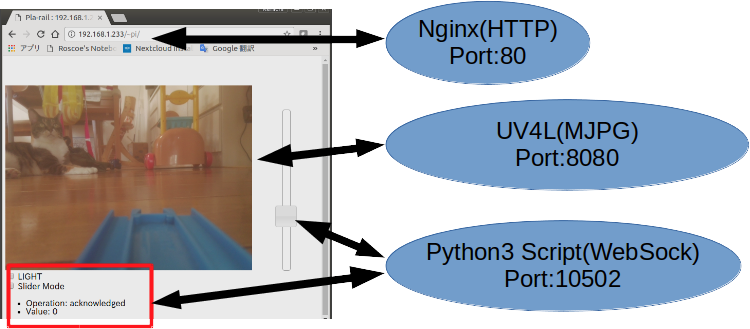 Pla-rail : 192.168.1.2
192.168.1.233/~pi/
アプリ Roscoe's Notebo Nextcloud Install Google 翻訳 »
LIGHT
Slider Mode
Operation: acknowledged
Value: 0
Nginx(HTTP)
Port:80
UV4L(MJPG)
Port:8080
Python3 Script(WebSock)
Port:10502